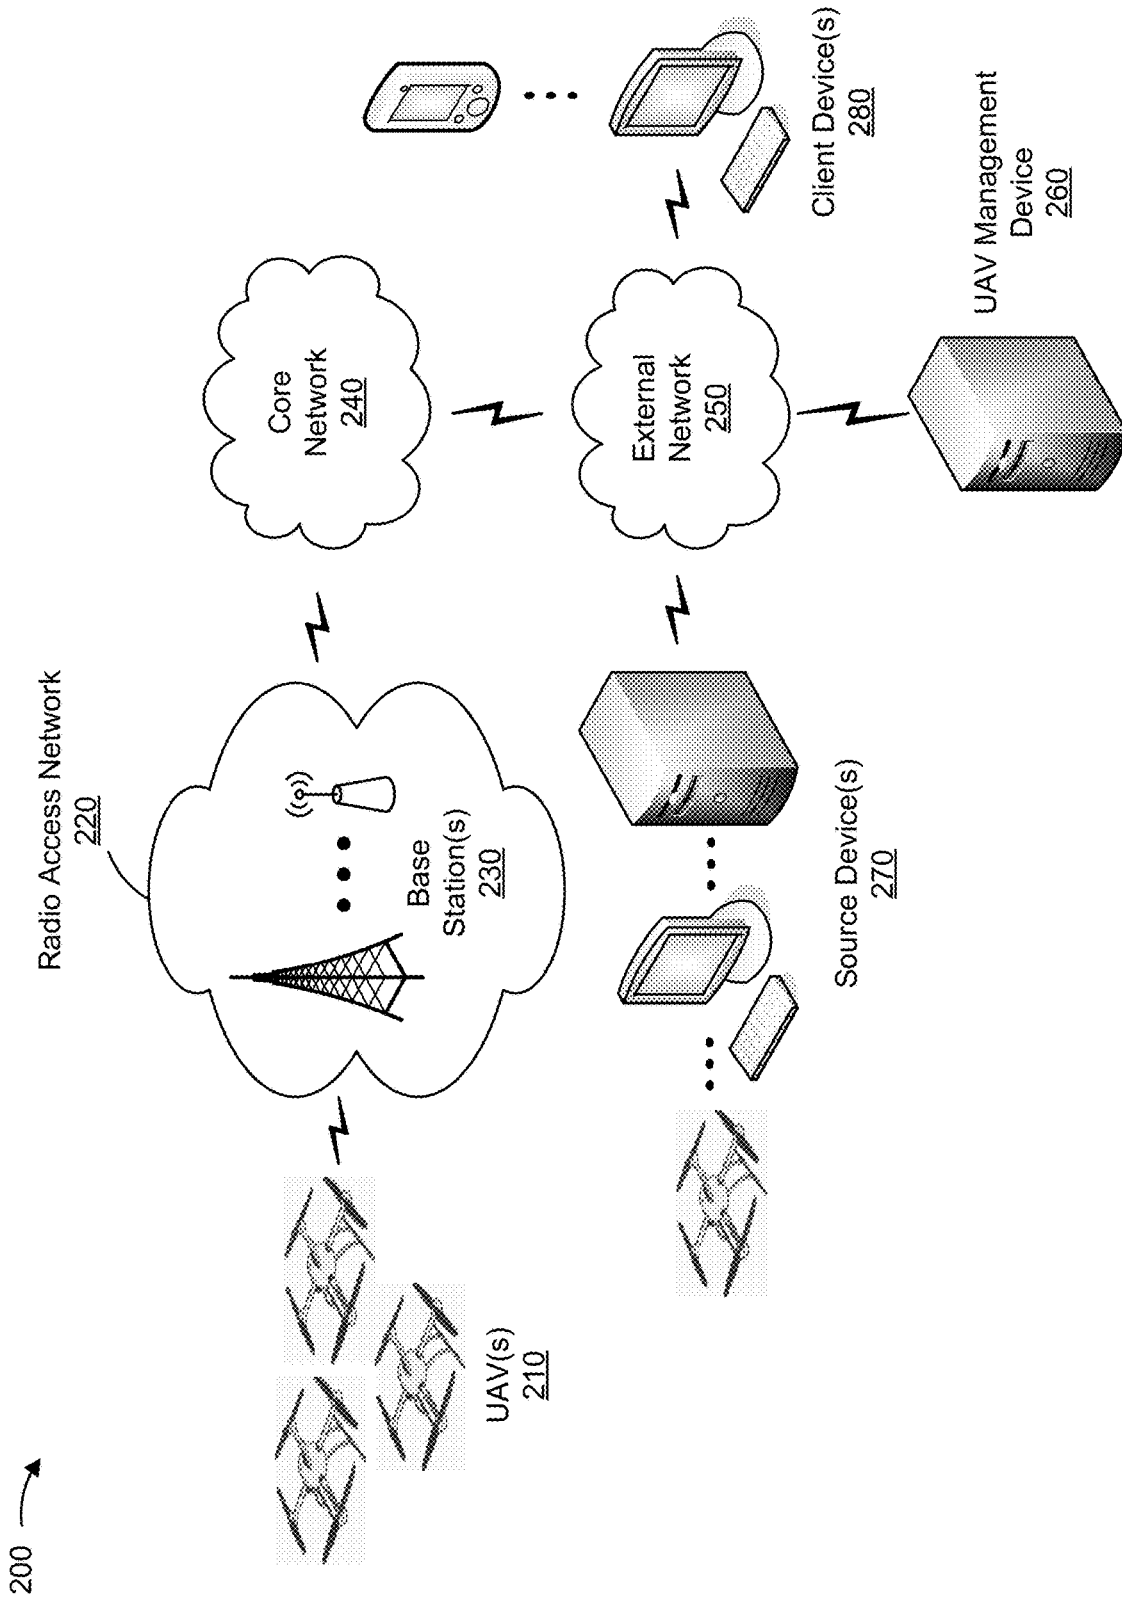 200
Radio Access Network
220
Base
Station(s)
230
Core
Network
240
UAV(s)
210
External
Network
250
Source Device(s)
270
Client Device(s)
280
UAV Management
Device
260